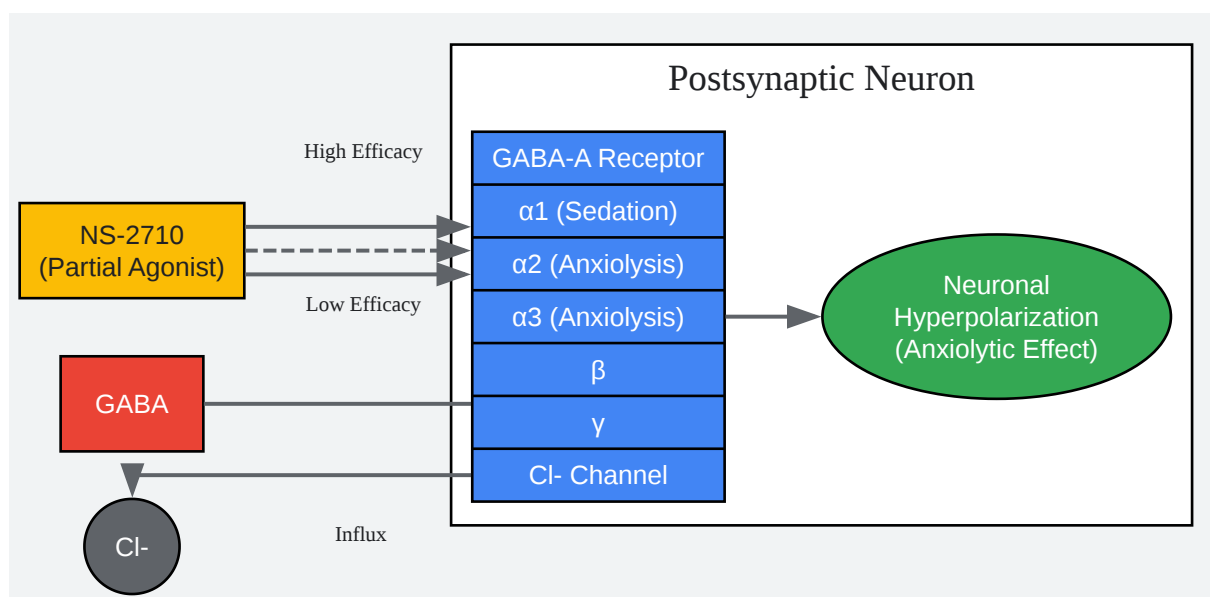 Postsynaptic Neuron
High Efficacy
GABA-A Receptor
α1 (Sedation)
NS-2710
(Partial Agonist)
α2 (Anxiolysis)
Low Efficacy
α3 (Anxiolysis)
Neuronal
Hyperpolarization
(Anxiolytic Effect)
β
GABA
γ
Cl- Channel
Influx
Cl-